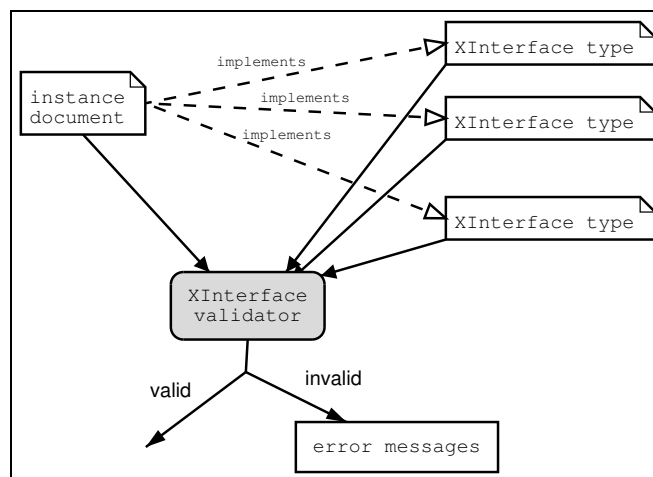 implements
XInterface type
instance
document
implements
XInterface type
implements
XInterface type
XInterface
validator
valid
invalid
error messages